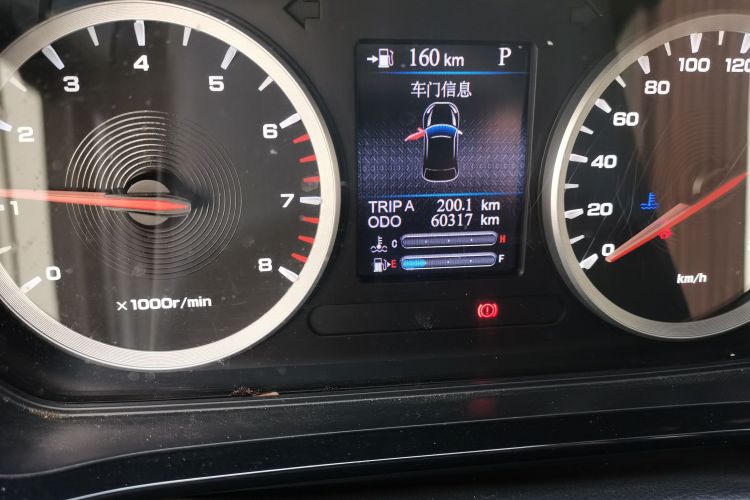 160 km P
车门信息
TRIP A 200.1 km
ODO 60317 km
C H
E F
0 1 2 3 4 5 6 7 8
x1000r/min
0 20 40 60 80 100 120
km/h